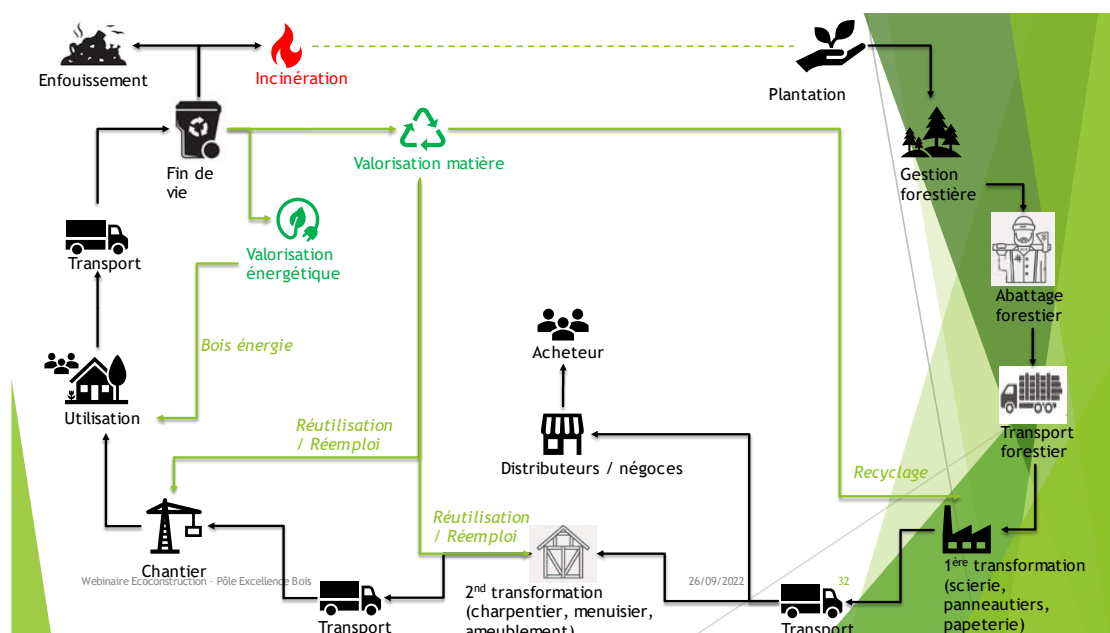 Enfouissement
Incinération
Plantation
Fin de
vie
Valorisation matière
Gestion
forestière
Transport
Valorisation
énergétique
Abattage
forestier
Bois énergie
Acheteur
Utilisation
Réutilisation
/ Réemploi
Distributeurs / négoces
Transport
forestier
Recyclage
Réutilisation
/ Réemploi
Chantier
1ère transformation
(scierie,
panneautiers,
papeterie)
Webinaire Ecoconstruction – Pôle Excellence Bois
26/09/2022
32
2nd transformation
(charpentier, menuisier,
ameublement)
Transport
Transport